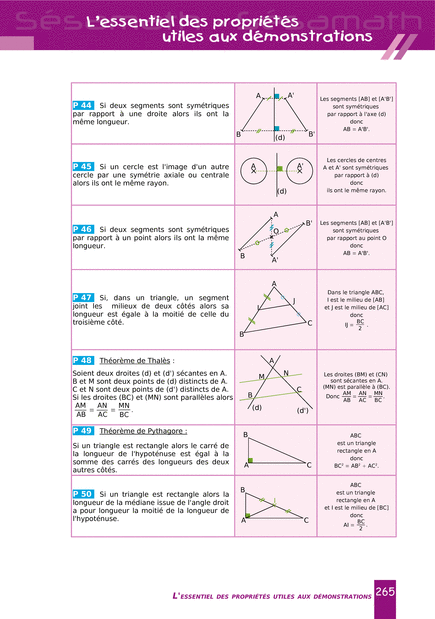 Sésamath
L'essentiel des propriétés
utiles aux démonstrations
P 44 Si deux segments sont symétriques
par rapport à une droite alors ils ont la
même longueur.
A
A'
B
B'
(d)
Les segments [AB] et [A'B']
sont symétriques
par rapport à l'axe (d)
donc
AB = A'B'.
P 45 Si un cercle est l'image d'un autre
cercle par une symétrie axiale ou centrale
alors ils ont le même rayon.
A
A'
(d)
Les cercles de centres
A et A' sont symétriques
par rapport à (d)
donc
ils ont le même rayon.
P 46 Si deux segments sont symétriques
par rapport à un point alors ils ont la même
longueur.
A
B'
O
B
A'
Les segments [AB] et [A'B']
sont symétriques
par rapport au point O
donc
AB = A'B'.
P 47 Si, dans un triangle, un segment
joint les milieux de deux côtés alors sa
longueur est égale à la moitié de celle du
troisième côté.
A
I
J
C
B
Dans le triangle ABC,
I est le milieu de [AB]
et J est le milieu de [AC]
donc
IJ = BC/2 .
P 48 Théorème de Thalès :
Soient deux droites (d) et (d') sécantes en A.
B et M sont deux points de (d) distincts de A.
C et N sont deux points de (d') distincts de A.
Si les droites (BC) et (MN) sont parallèles alors
AM/AB = AN/AC = MN/BC .
A
M
N
B
C
(d)
(d')
Les droites (BM) et (CN)
sont sécantes en A.
(MN) est parallèle à (BC).
Donc AM/AB = AN/AC = MN/BC
P 49 Théorème de Pythagore :
Si un triangle est rectangle alors le carré de
la longueur de l'hypoténuse est égal à la
somme des carrés des longueurs des deux
autres côtés.
B
A
C
ABC
est un triangle
rectangle en A
donc
BC² = AB² + AC².
P 50 Si un triangle est rectangle alors la
longueur de la médiane issue de l'angle droit
a pour longueur la moitié de la longueur de
l'hypoténuse.
B
I
A
C
ABC
est un triangle
rectangle en A
et I est le milieu de [BC]
donc
AI = BC/2 .
L'ESSENTIEL DES PROPRIÉTÉS UTILES AUX DÉMONSTRATIONS 265